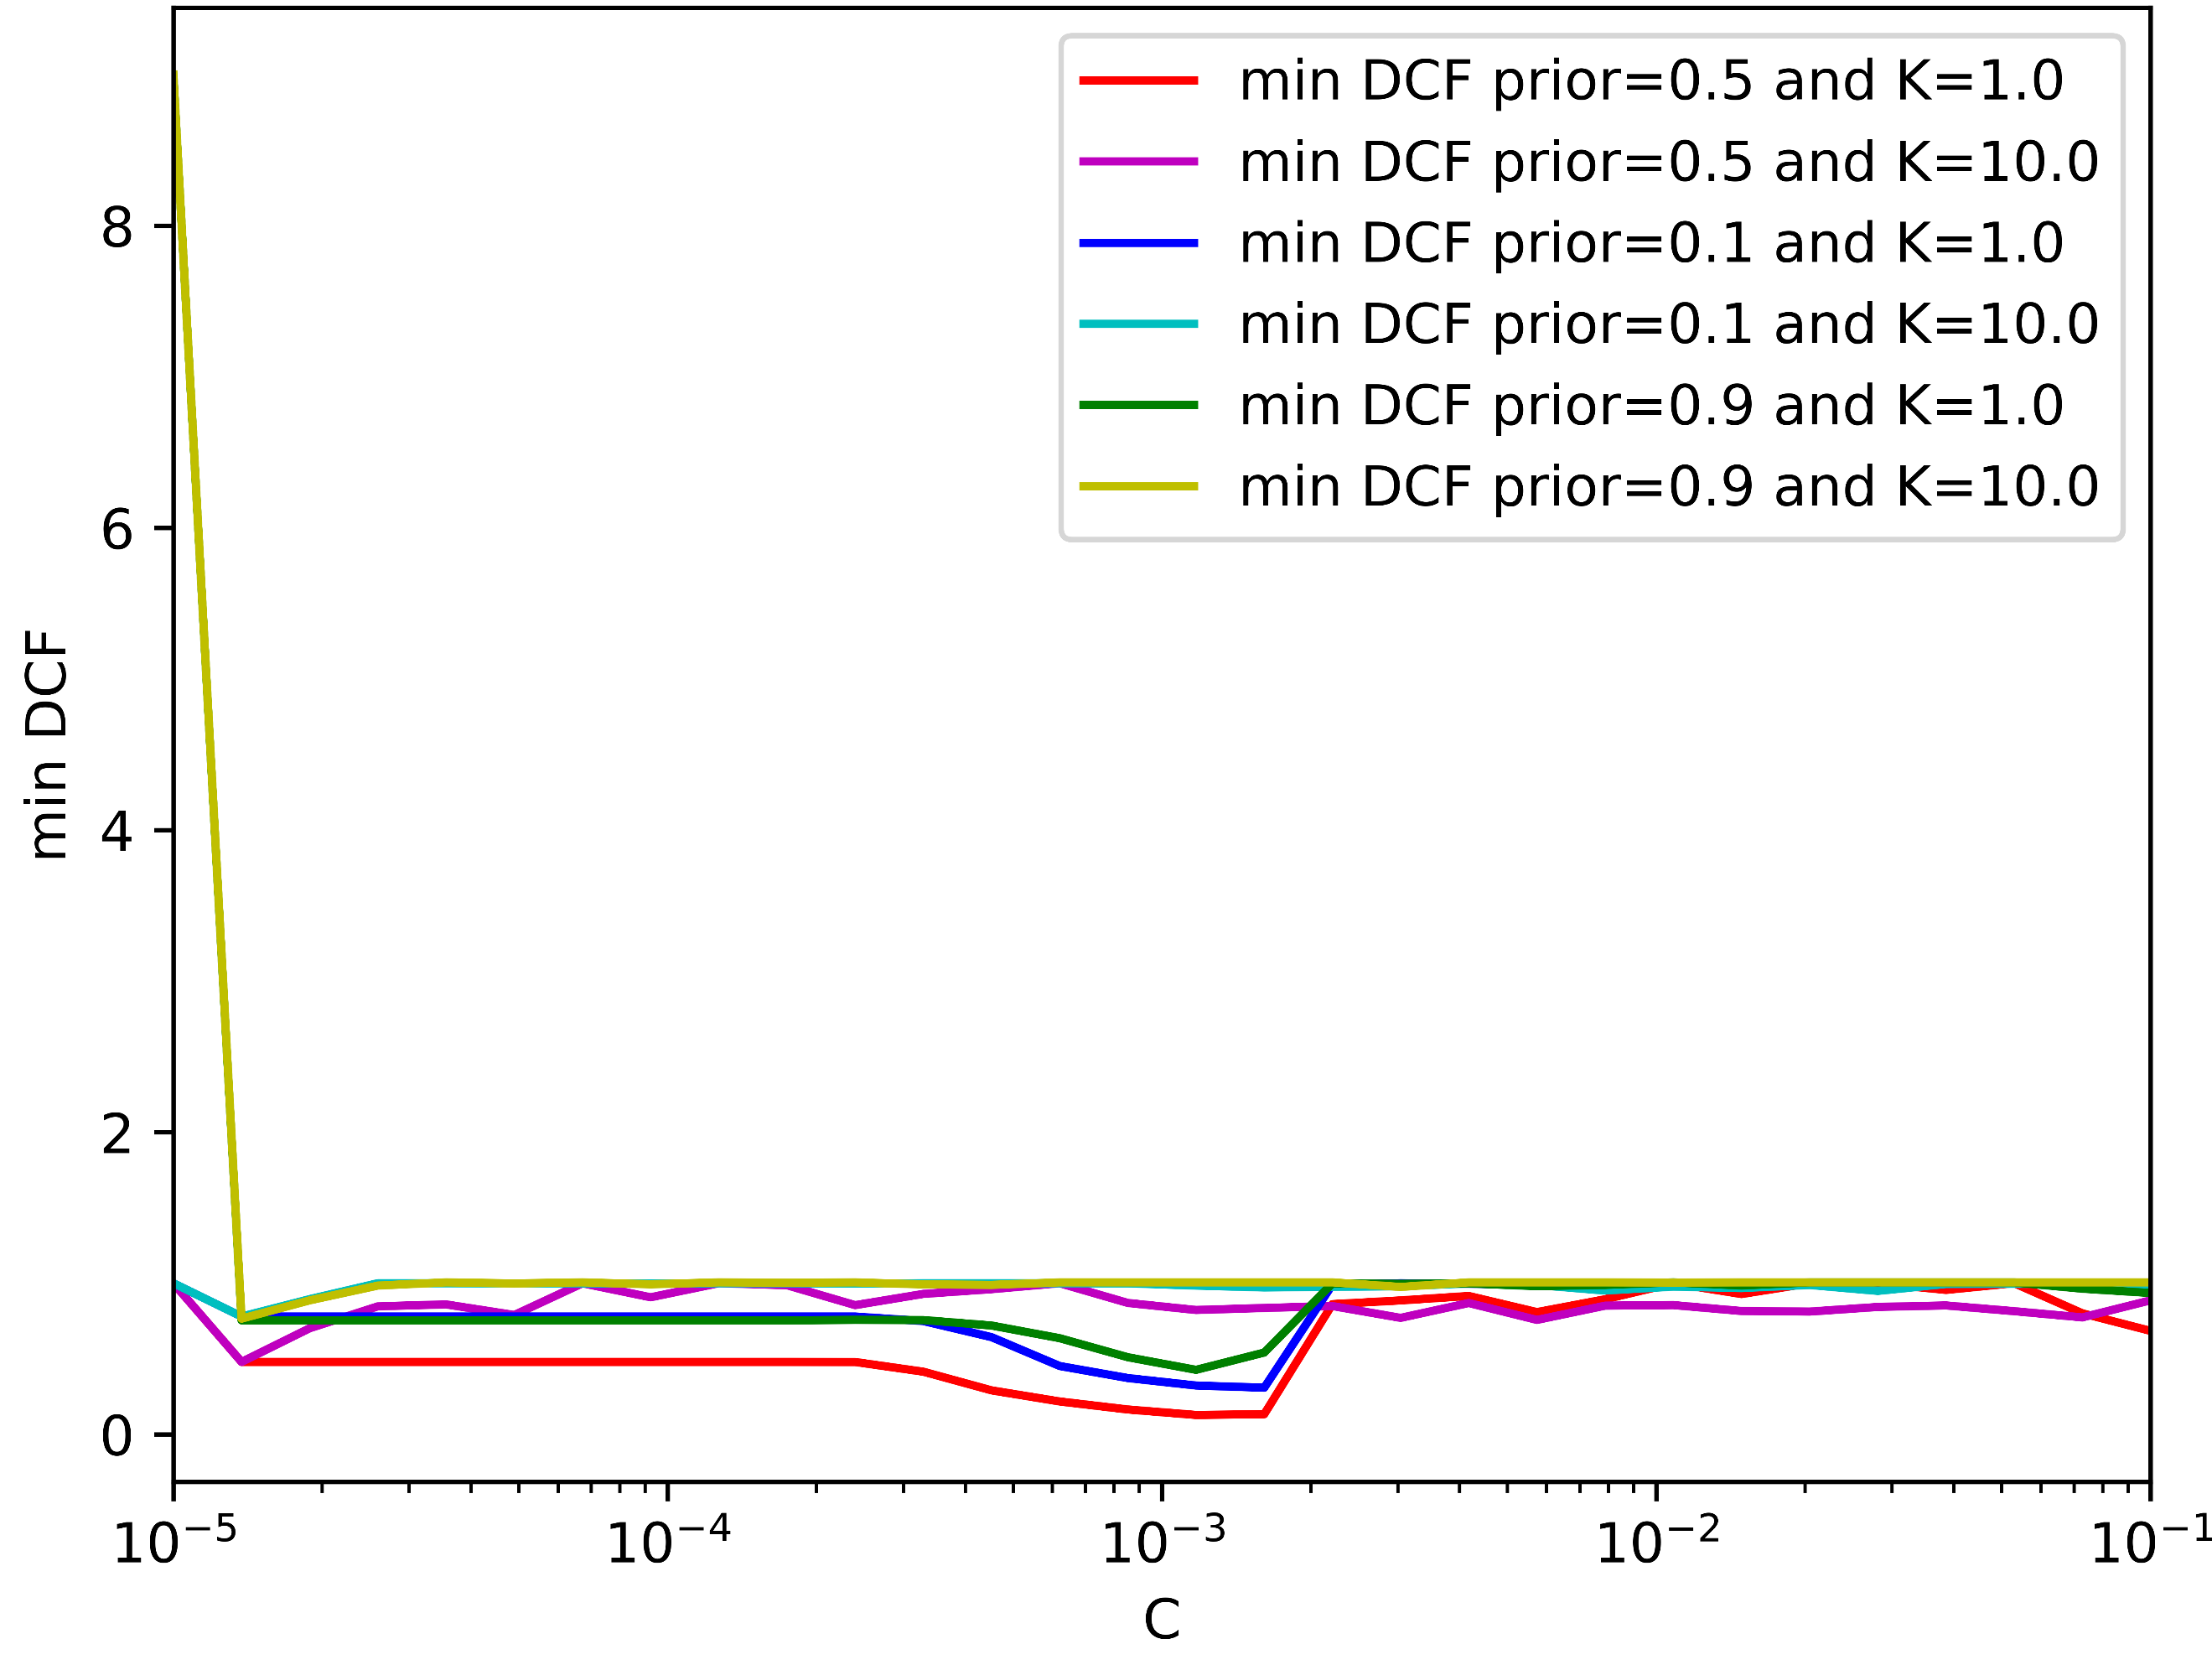 min DCF prior=0.5 and K=1.0
min DCF prior=0.5 and K=10.0
min DCF prior=0.1 and K=1.0
min DCF prior=0.1 and K=10.0
min DCF prior=0.9 and K=1.0
min DCF prior=0.9 and K=10.0
8
6
4
2
0
min DCF
10⁻⁵ 10⁻⁴ 10⁻³ 10⁻² 10⁻¹
C